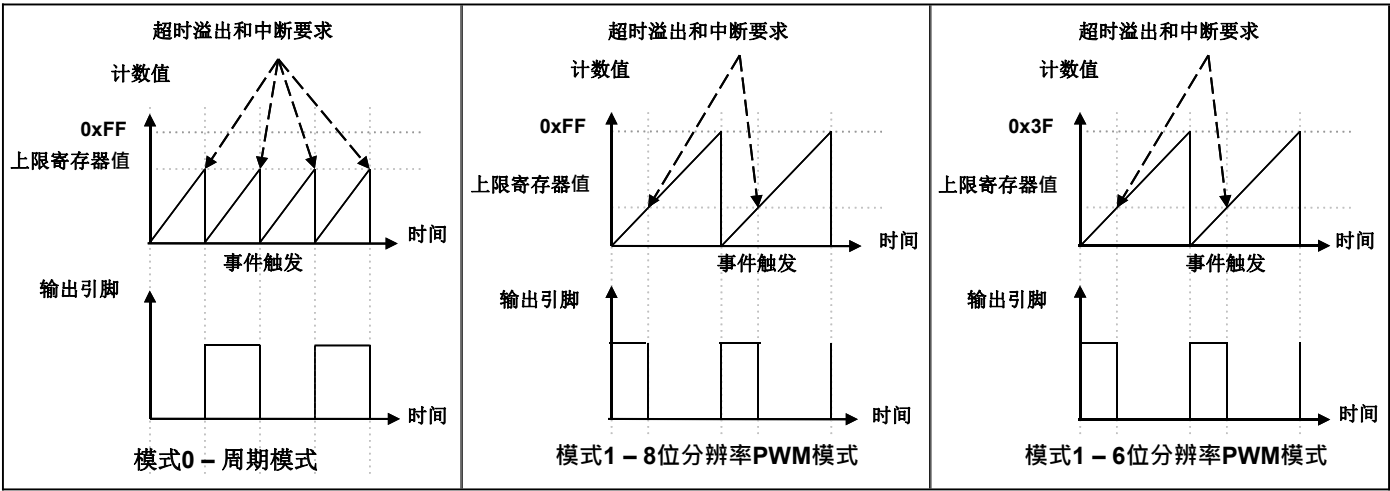 超时溢出和中断要求
计数值
0xFF
上限寄存器值
时间
事件触发
输出引脚
时间
模式0 – 周期模式
超时溢出和中断要求
计数值
0xFF
上限寄存器值
时间
事件触发
输出引脚
时间
模式1 – 8位分辨率PWM模式
超时溢出和中断要求
计数值
0x3F
上限寄存器值
时间
事件触发
输出引脚
时间
模式1 – 6位分辨率PWM模式